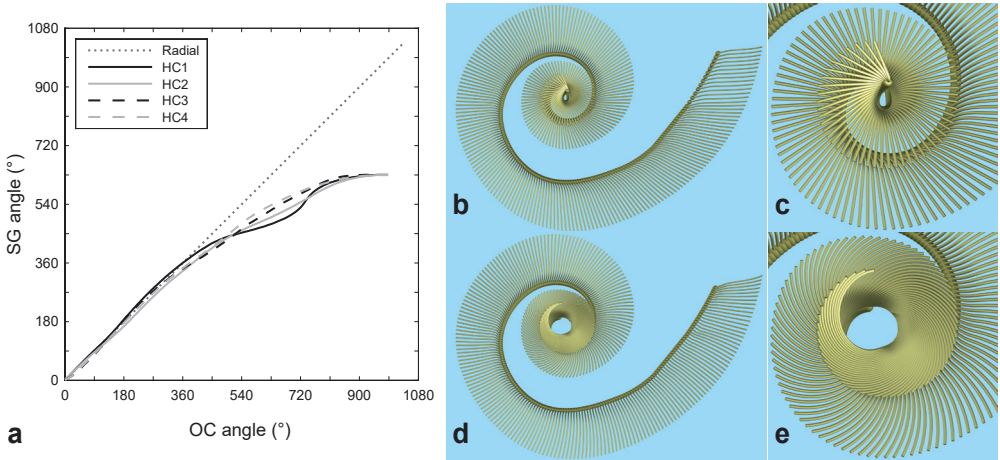 1080
900
720
540
360
180
0
SG angle (°)
Radial
HC1
HC2
HC3
HC4
0 180 360 540 720 900 1080
OC angle (°)
a
b
c
d
e